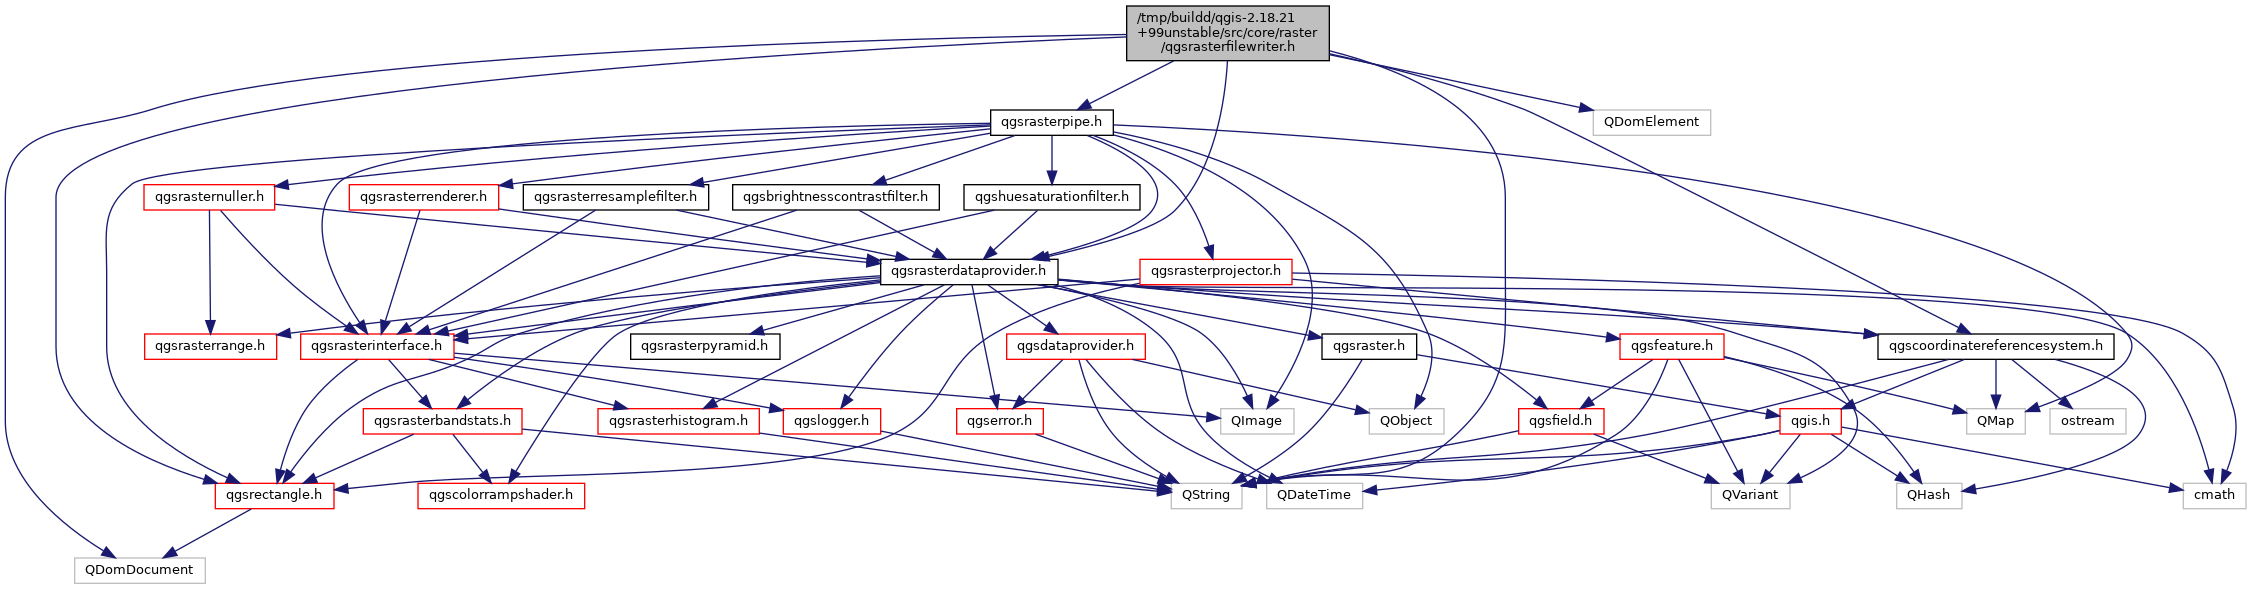 /tmp/buildd/qgis-2.18.21
+99unstable/src/core/raster
/qgsrasterfilewriter.h
qgsrasterpipe.h
QDomElement
qgsrasternuller.h
qgsrasterrenderer.h
qgsrasterresamplefilter.h
qgsbrightnesscontrastfilter.h
qgshuesaturationfilter.h
qgsrasterdataprovider.h
qgsrasterprojector.h
qgsrasterrange.h
qgsrasterinterface.h
qgsrasterpyramid.h
qgsdataprovider.h
qgsraster.h
qgsfeature.h
qgscoordinatereferencesystem.h
qgsrasterbandstats.h
qgsrasterhistogram.h
qgslogger.h
qgserror.h
QImage
QObject
qgsfield.h
qgis.h
QMap
ostream
qgsrectangle.h
qgscolorrampshader.h
QString
QDateTime
QVariant
QHash
cmath
QDomDocument